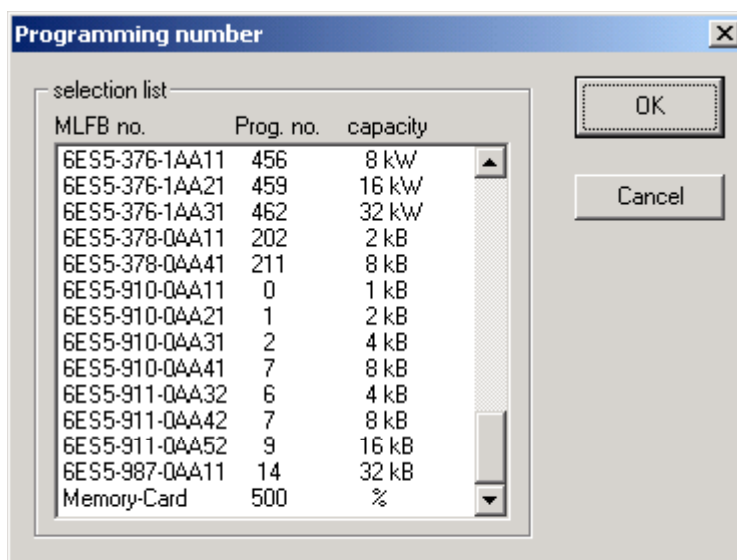 Programming number
selection list
OK
MLFB no. Prog. no. capacity
6ES5-376-1AA11 456 8 kW
6ES5-376-1AA21 459 16 kW
Cancel
6ES5-376-1AA31 462 32 kW
6ES5-378-0AA11 202 2 kB
6ES5-378-0AA41 211 8 kB
6ES5-910-0AA11 0 1 kB
6ES5-910-0AA21 1 2 kB
6ES5-910-0AA31 2 4 kB
6ES5-910-0AA41 7 8 kB
6ES5-911-0AA32 6 4 kB
6ES5-911-0AA42 7 8 kB
6ES5-911-0AA52 9 16 kB
6ES5-987-0AA11 14 32 kB
Memory-Card 500 %